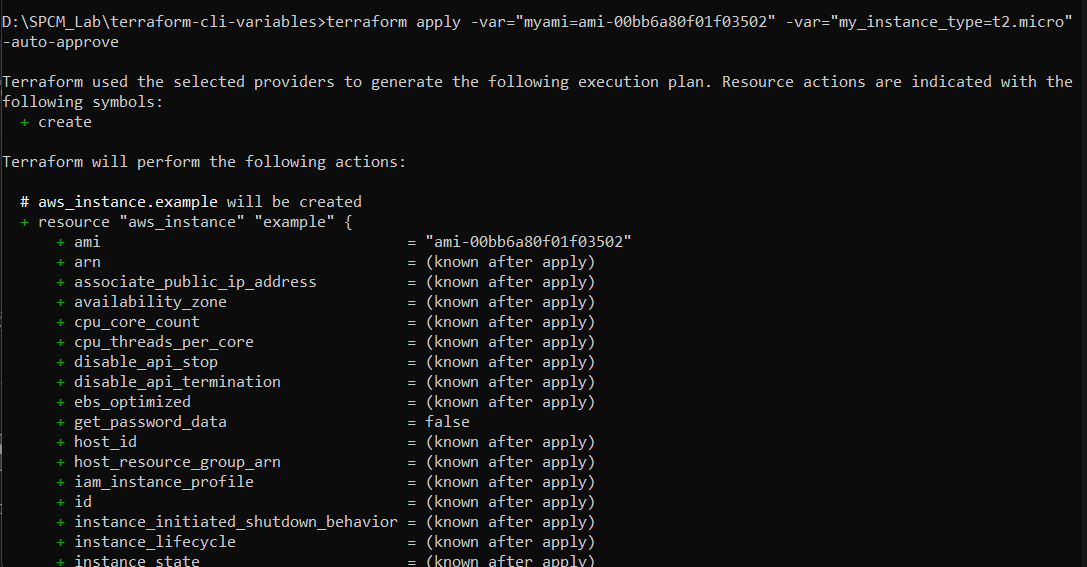 D:\SPCM_Lab\terraform-cli-variables>terraform apply -var="myami=ami-00bb6a80f01f03502" -var="my_instance_type=t2.micro"
-auto-approve
Terraform used the selected providers to generate the following execution plan. Resource actions are indicated with the
following symbols:
+ create
Terraform will perform the following actions:
# aws_instance.example will be created
+ resource "aws_instance" "example" {
+ ami = "ami-00bb6a80f01f03502"
+ arn = (known after apply)
+ associate_public_ip_address = (known after apply)
+ availability_zone = (known after apply)
+ cpu_core_count = (known after apply)
+ cpu_threads_per_core = (known after apply)
+ disable_api_stop = (known after apply)
+ disable_api_termination = (known after apply)
+ ebs_optimized = (known after apply)
+ get_password_data = false
+ host_id = (known after apply)
+ host_resource_group_arn = (known after apply)
+ iam_instance_profile = (known after apply)
+ id = (known after apply)
+ instance_initiated_shutdown_behavior = (known after apply)
+ instance_lifecycle = (known after apply)
+ instance_state = (known after apply)